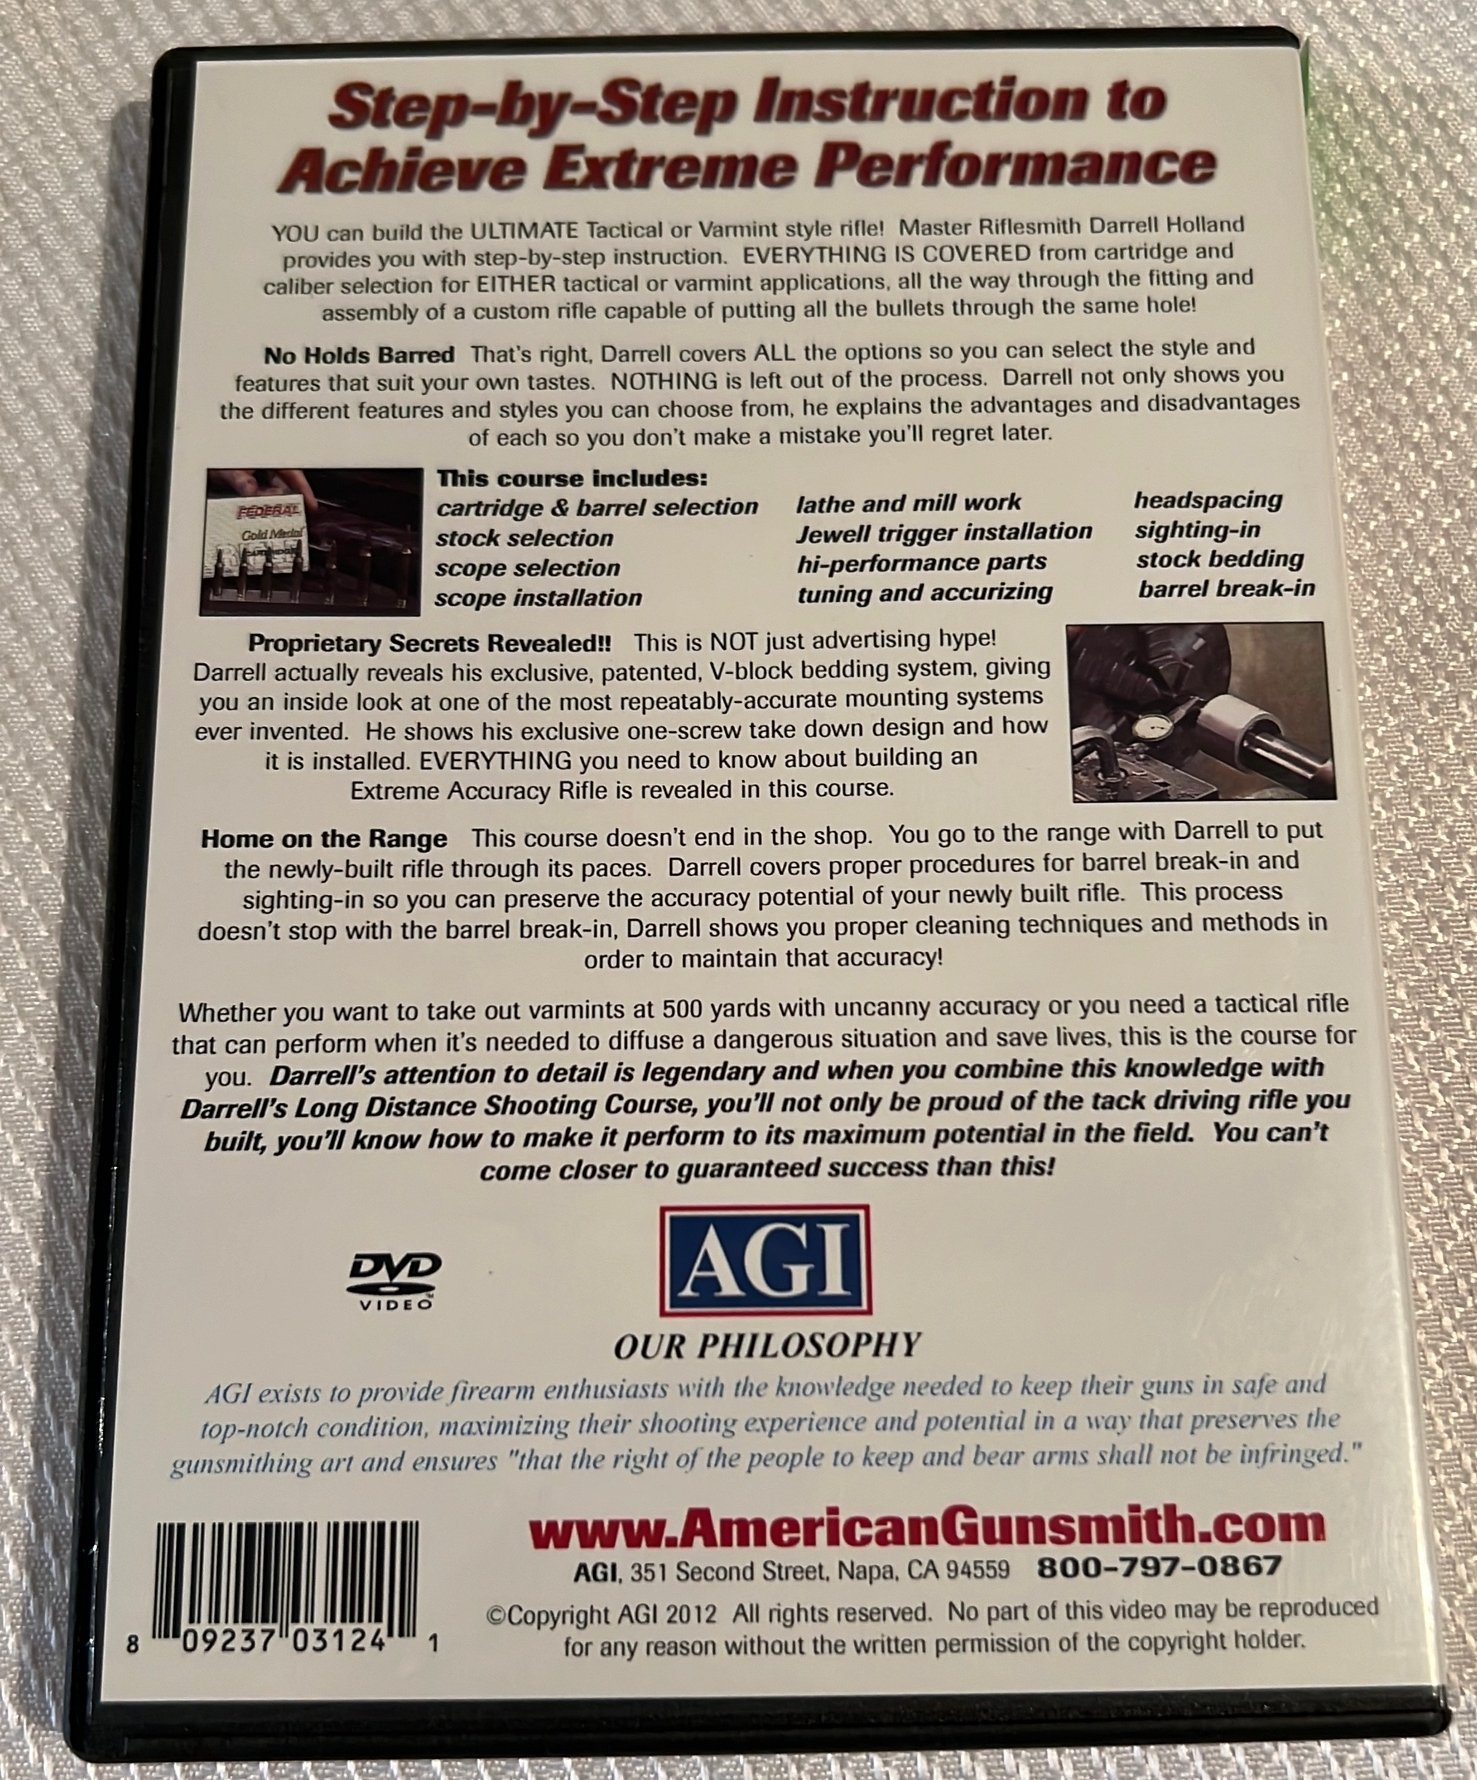 Step-by-Step Instruction to
Achieve Extreme Performance
YOU can build the ULTIMATE Tactical or Varmint style rifle! Master Riflesmith Darrell Holland
provides you with step-by-step instruction. EVERYTHING IS COVERED from cartridge and
caliber selection for EITHER tactical or varmint applications, all the way through the fitting and
assembly of a custom rifle capable of putting all the bullets through the same hole!
No Holds Barred That's right, Darrell covers ALL the options so you can select the style and
features that suit your own tastes. NOTHING is left out of the process. Darrell not only shows you
the different features and styles you can choose from, he explains the advantages and disadvantages
of each so you don't make a mistake you'll regret later.
FEDERAL
Gold Medal
This course includes:
cartridge & barrel selection
stock selection
scope selection
scope installation
lathe and mill work
Jewell trigger installation
hi-performance parts
tuning and accurizing
headspacing
sighting-in
stock bedding
barrel break-in
Proprietary Secrets Revealed!! This is NOT just advertising hype!
Darrell actually reveals his exclusive, patented, V-block bedding system, giving
you an inside look at one of the most repeatably-accurate mounting systems
ever invented. He shows his exclusive one-screw take down design and how
it is installed. EVERYTHING you need to know about building an
Extreme Accuracy Rifle is revealed in this course.
Home on the Range This course doesn't end in the shop. You go to the range with Darrell to put
the newly-built rifle through its paces. Darrell covers proper procedures for barrel break-in and
sighting-in so you can preserve the accuracy potential of your newly built rifle. This process
doesn't stop with the barrel break-in, Darrell shows you proper cleaning techniques and methods in
order to maintain that accuracy!
Whether you want to take out varmints at 500 yards with uncanny accuracy or you need a tactical rifle
that can perform when it's needed to diffuse a dangerous situation and save lives, this is the course for
you. Darrell's attention to detail is legendary and when you combine this knowledge with
Darrell's Long Distance Shooting Course, you'll not only be proud of the tack driving rifle you
built, you'll know how to make it perform to its maximum potential in the field. You can't
come closer to guaranteed success than this!
DVD
VIDEO
TM
AGI
OUR PHILOSOPHY
AGI exists to provide firearm enthusiasts with the knowledge needed to keep their guns in safe and
top-notch condition, maximizing their shooting experience and potential in a way that preserves the
gunsmithing art and ensures "that the right of the people to keep and bear arms shall not be infringed."
www.AmericanGunsmith.com
AGI, 351 Second Street, Napa, CA 94559 800-797-0867
©Copyright AGI 2012 All rights reserved. No part of this video may be reproduced
for any reason without the written permission of the copyright holder.
8 09237 03124 1